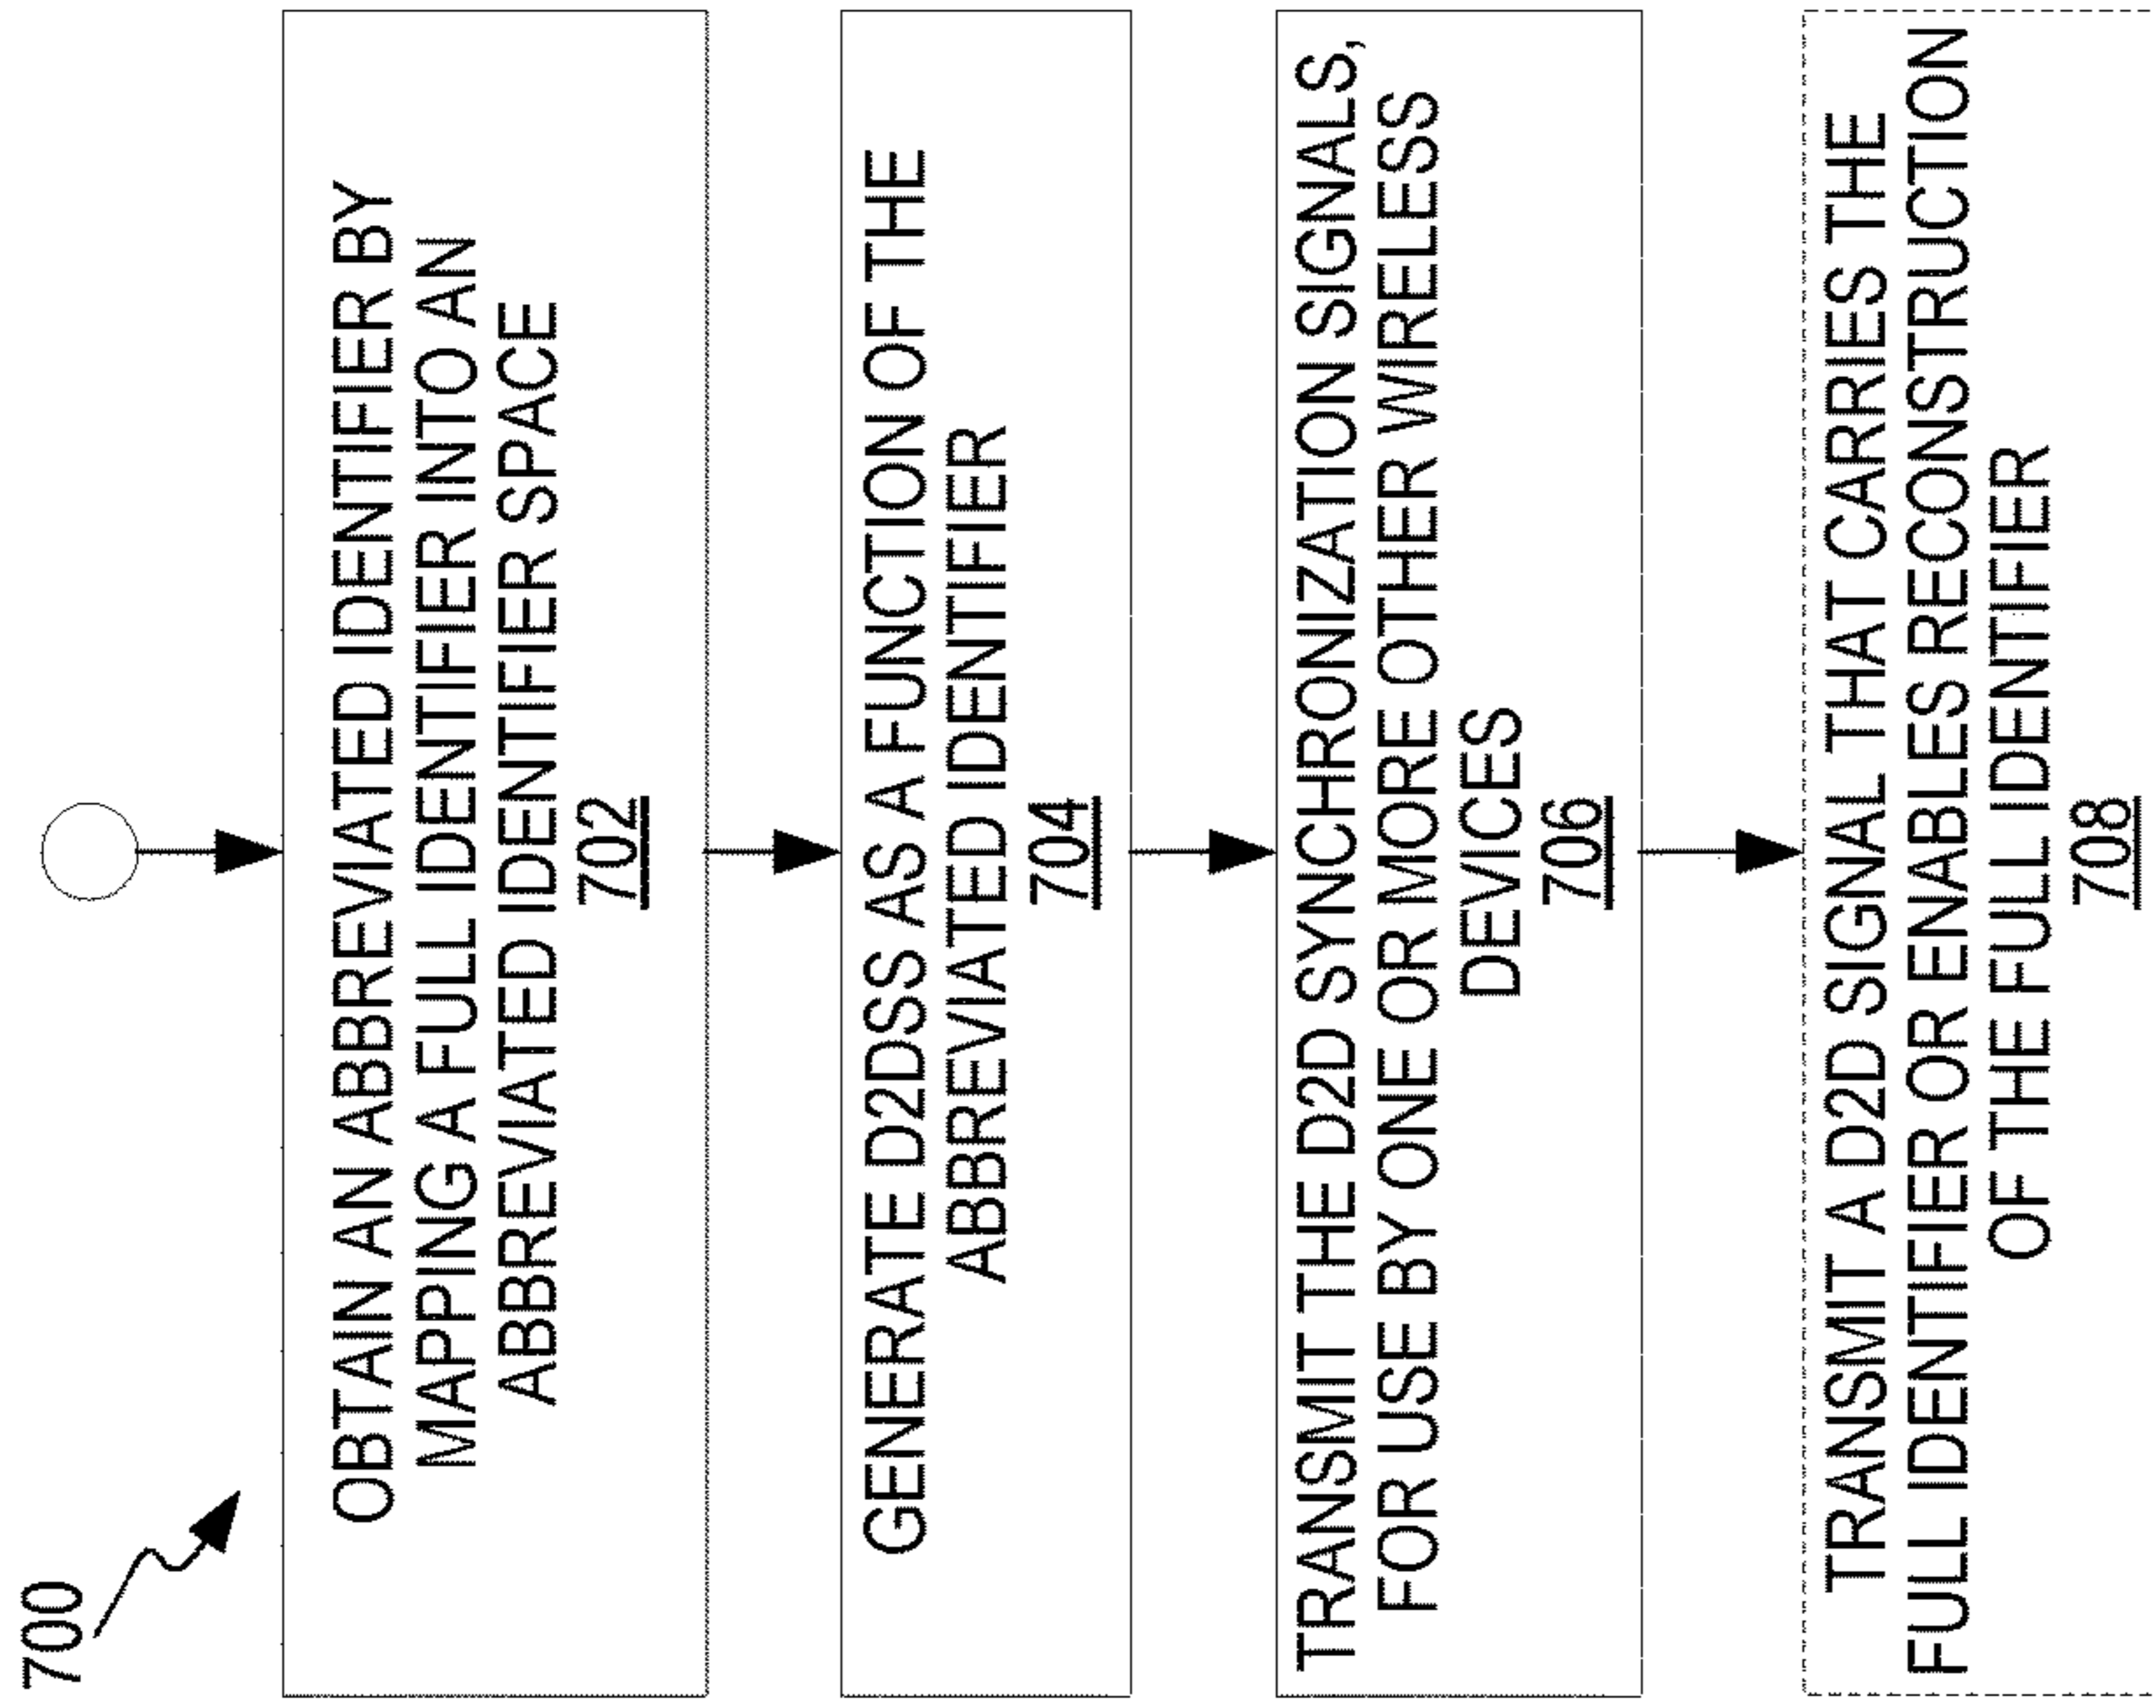 700
OBTAIN AN ABBREVIATED IDENTIFIER BY
MAPPING A FULL IDENTIFIER INTO AN
ABBREVIATED IDENTIFIER SPACE
702
GENERATE D2DSS AS A FUNCTION OF THE
ABBREVIATED IDENTIFIER
704
TRANSMIT THE D2D SYNCHRONIZATION SIGNALS,
FOR USE BY ONE OR MORE OTHER WIRELESS
DEVICES
706
TRANSMIT A D2D SIGNAL THAT CARRIES THE
FULL IDENTIFIER OR ENABLES RECONSTRUCTION
OF THE FULL IDENTIFIER
708